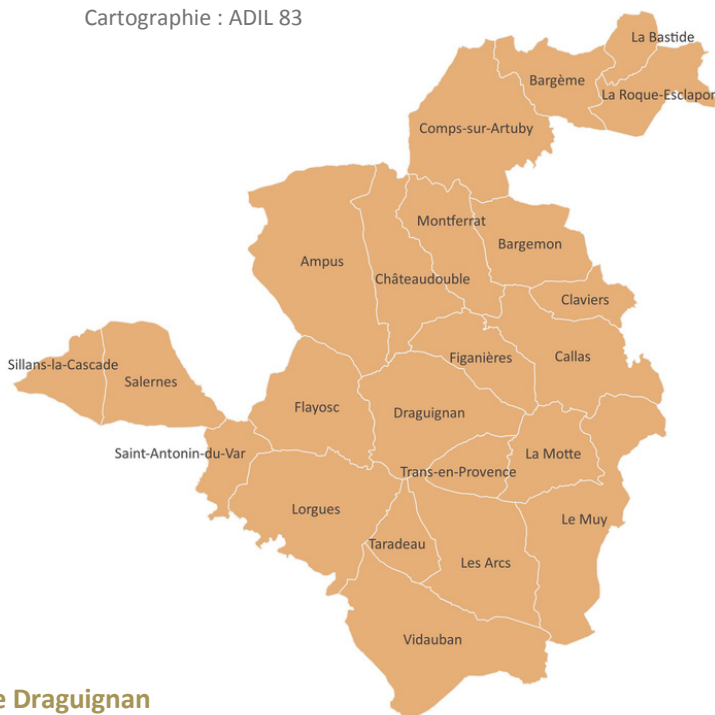 Cartographie : ADIL 83
La Bastide
Bargème
La Roque-Esclapon
Comps-sur-Artuby
Montferrat
Bargemon
Ampus
Châteaudouble
Claviers
Sillans-la-Cascade
Salernes
Figanières
Callas
Flayosc
Draguignan
Saint-Antonin-du-Var
Trans-en-Provence
La Motte
Lorgues
Le Muy
Taradeau
Les Arcs
Vidauban
e Draguignan